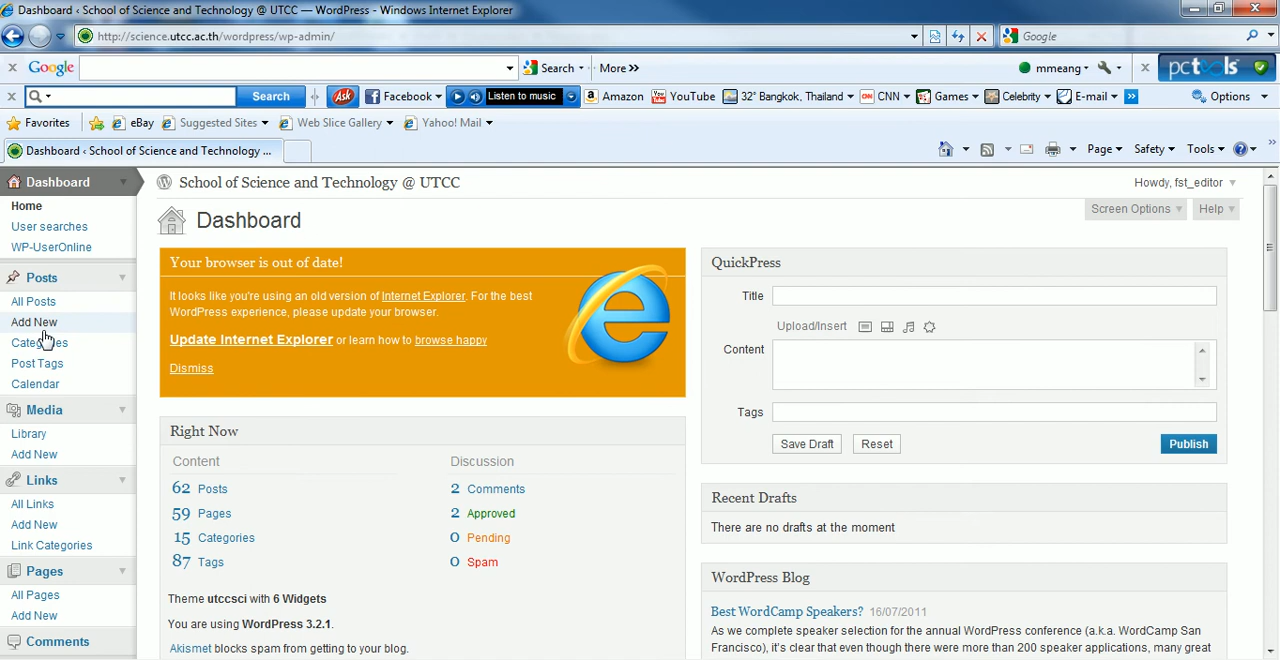 Dashboard ‹ School of Science and Technology @ UTCC — WordPress - Windows Internet Explorer
http://science.utcc.ac.th/wordpress/wp-admin/
Google
x Google Search More »
mmeang
x pctools
x Search Ask Facebook Listen to music Amazon YouTube 32° Bangkok, Thailand CNN Games Celebrity E-mail » Options
Favorites eBay Suggested Sites Web Slice Gallery Yahoo! Mail
Dashboard ‹ School of Science and Technology ...
Page Safety Tools »
Dashboard
Home
User searches
WP-UserOnline
Posts
All Posts
Add New
Categories
Post Tags
Calendar
Media
Library
Add New
Links
All Links
Add New
Link Categories
Pages
All Pages
Add New
Comments
School of Science and Technology @ UTCC
Howdy, fst_editor
Screen Options Help
Dashboard
Your browser is out of date!
It looks like you're using an old version of Internet Explorer. For the best
WordPress experience, please update your browser.
Update Internet Explorer or learn how to browse happy
Dismiss
Right Now
Content Discussion
62 Posts 2 Comments
59 Pages 2 Approved
15 Categories 0 Pending
87 Tags 0 Spam
Theme utccsci with 6 Widgets
You are using WordPress 3.2.1.
Akismet blocks spam from getting to your blog.
QuickPress
Title
Upload/Insert
Content
Tags
Save Draft Reset Publish
Recent Drafts
There are no drafts at the moment
WordPress Blog
Best WordCamp Speakers? 16/07/2011
As we complete speaker selection for the annual WordPress conference (a.k.a. WordCamp San
Francisco), it's clear that even though there were more than 200 speaker applications, many great